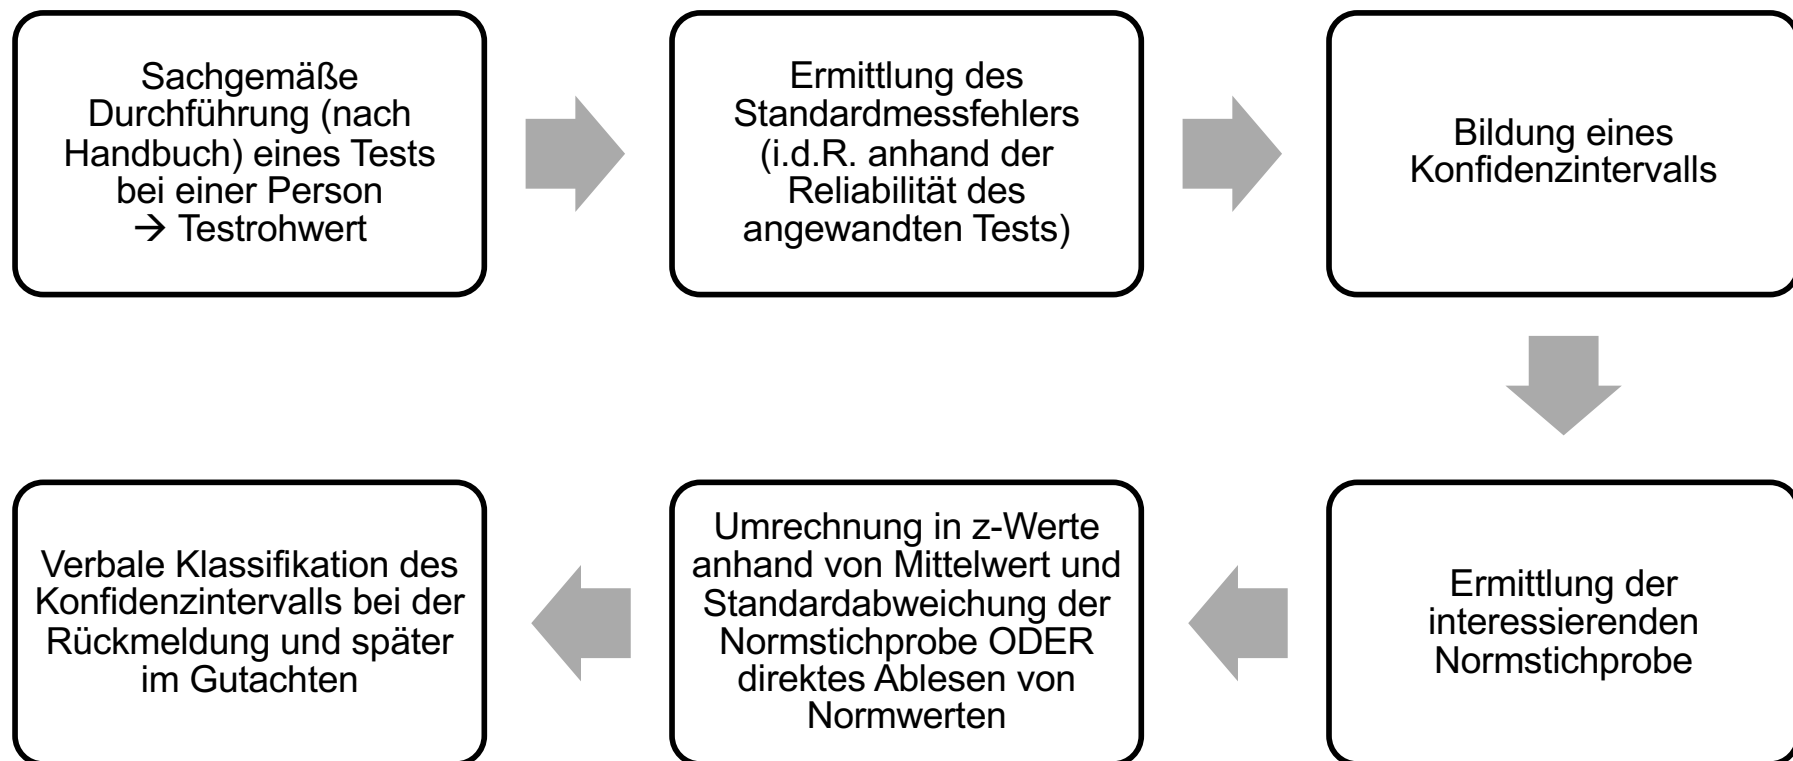 Sachgemäße
Durchführung (nach
Handbuch) eines Tests
bei einer Person
→ Testrohwert
Ermittlung des
Standardmessfehlers
(i.d.R. anhand der
Reliabilität des
angewandten Tests)
Bildung eines
Konfidenzintervalls
Ermittlung der
interessierenden
Normstichprobe
Umrechnung in z-Werte
anhand von Mittelwert und
Standardabweichung der
Normstichprobe ODER
direktes Ablesen von
Normwerten
Verbale Klassifikation des
Konfidenzintervalls bei der
Rückmeldung und später
im Gutachten